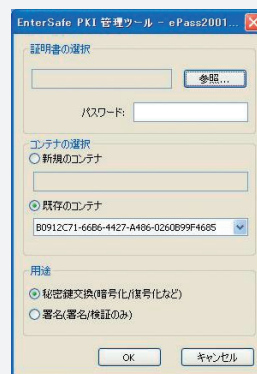 EnterSafe PKI 管理ツール - ePass2001...
証明書の選択
参照...
パスワード:
コンテナの選択
新規のコンテナ
既存のコンテナ
B0912C71-66B6-4427-A486-0260B99F4685
用途
秘密鍵交換(暗号化/復号化など)
署名(署名/検証のみ)
OK
キャンセル